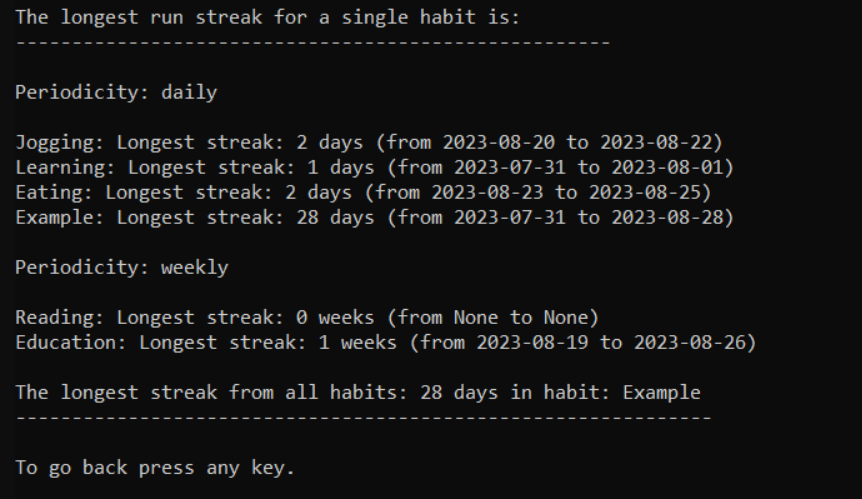 The longest run streak for a single habit is:
-----------------------------------------------------
Periodicity: daily
Jogging: Longest streak: 2 days (from 2023-08-20 to 2023-08-22)
Learning: Longest streak: 1 days (from 2023-07-31 to 2023-08-01)
Eating: Longest streak: 2 days (from 2023-08-23 to 2023-08-25)
Example: Longest streak: 28 days (from 2023-07-31 to 2023-08-28)
Periodicity: weekly
Reading: Longest streak: 0 weeks (from None to None)
Education: Longest streak: 1 weeks (from 2023-08-19 to 2023-08-26)
The longest streak from all habits: 28 days in habit: Example
--------------------------------------------------------------
To go back press any key.